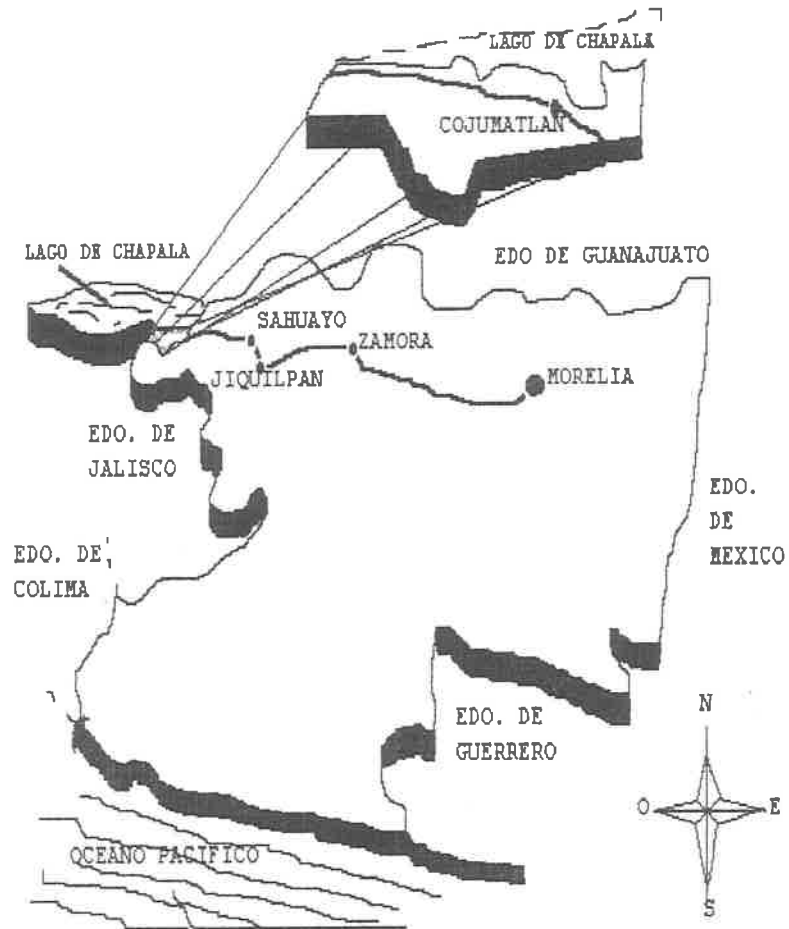 LAGO DE CHAPALA
COJUMATLAN
LAGO DE CHAPALA
EDO DE GUANAJUATO
SAHUAYO
ZAMORA
JIQUILPAN
MORELIA
EDO. DE
JALISCO
EDO.
DE
MEXICO
EDO. DE
COLIMA
EDO. DE
GUERRERO
N
O
E
S
OCEANO PACIFICO